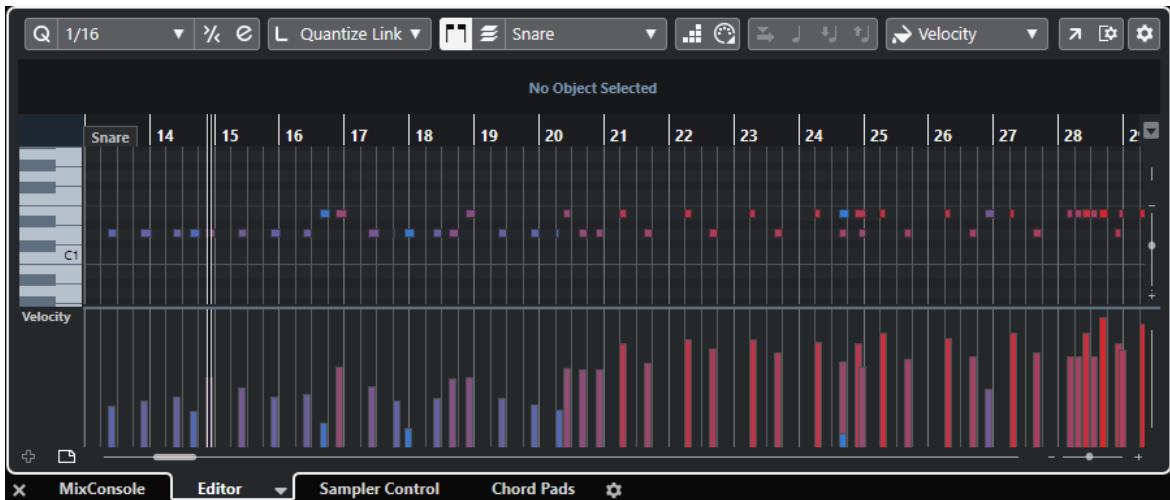 Q 1/16 L Quantize Link Snare Velocity
No Object Selected
Snare 14 15 16 17 18 19 20 21 22 23 24 25 26 27 28
C1
Velocity
MixConsole Editor Sampler Control Chord Pads